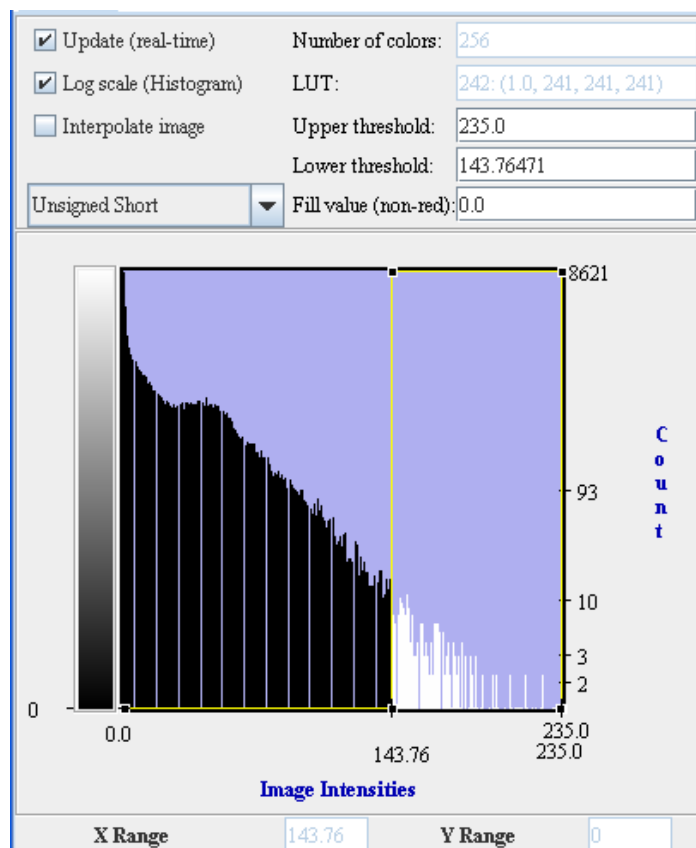 Update (real-time) Number of colors: 256
Log scale (Histogram) LUT: 242: (1.0, 241, 241, 241)
Interpolate image Upper threshold: 235.0
Lower threshold: 143.76471
Unsigned Short Fill value (non-red): 0.0
8621
Count
93
10
3
2
0
0.0 235.0
143.76 235.0
Image Intensities
X Range 143.76 Y Range 0